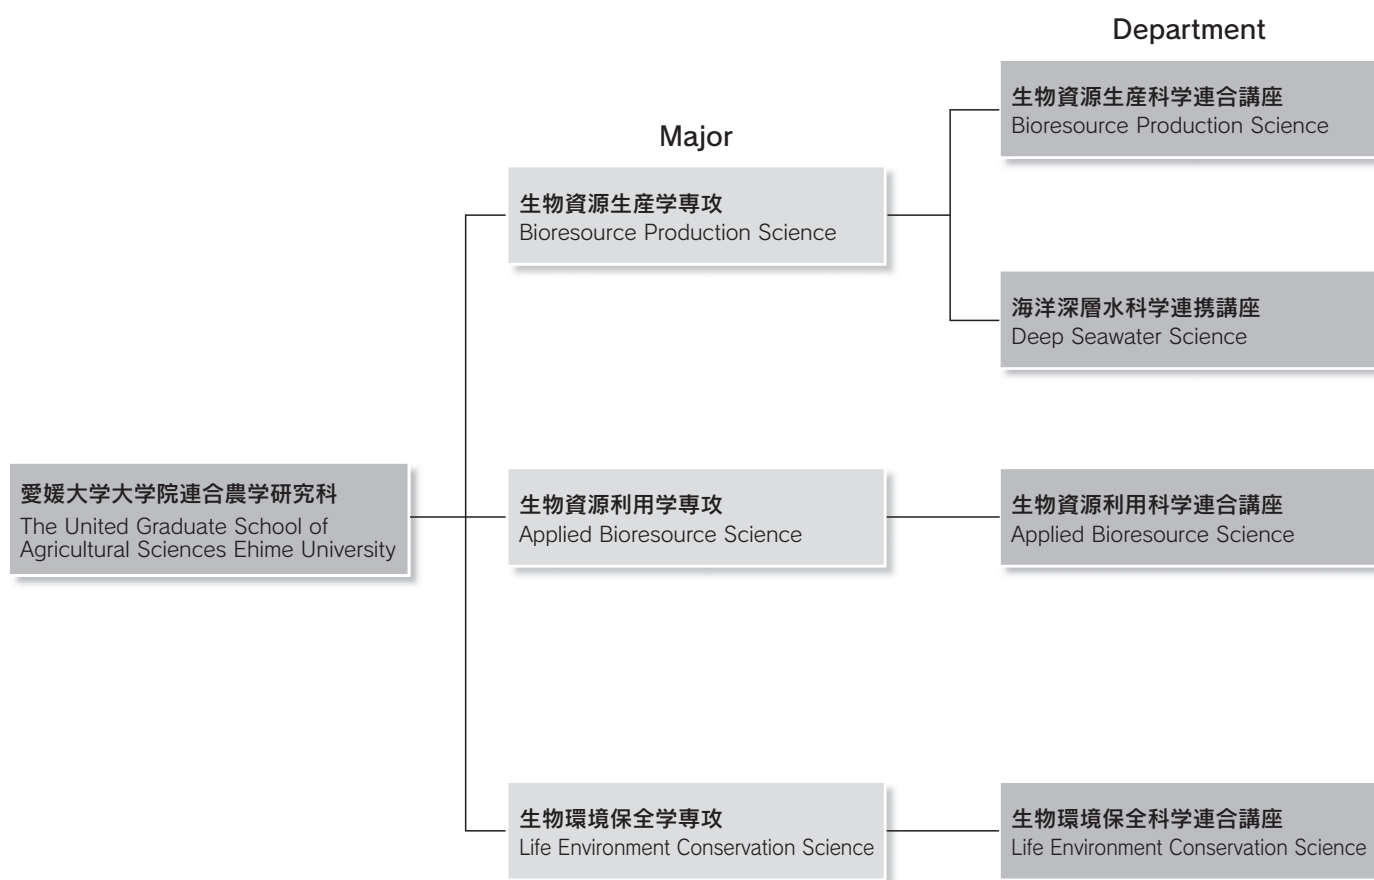 Department
生物資源生産科学連合講座
Bioresource Production Science
Major
生物資源生産学専攻
Bioresource Production Science
海洋深層水科学連携講座
Deep Seawater Science
愛媛大学大学院連合農学研究科
The United Graduate School of
Agricultural Sciences Ehime University
生物資源利用学専攻
Applied Bioresource Science
生物資源利用科学連合講座
Applied Bioresource Science
生物環境保全学専攻
Life Environment Conservation Science
生物環境保全科学連合講座
Life Environment Conservation Science